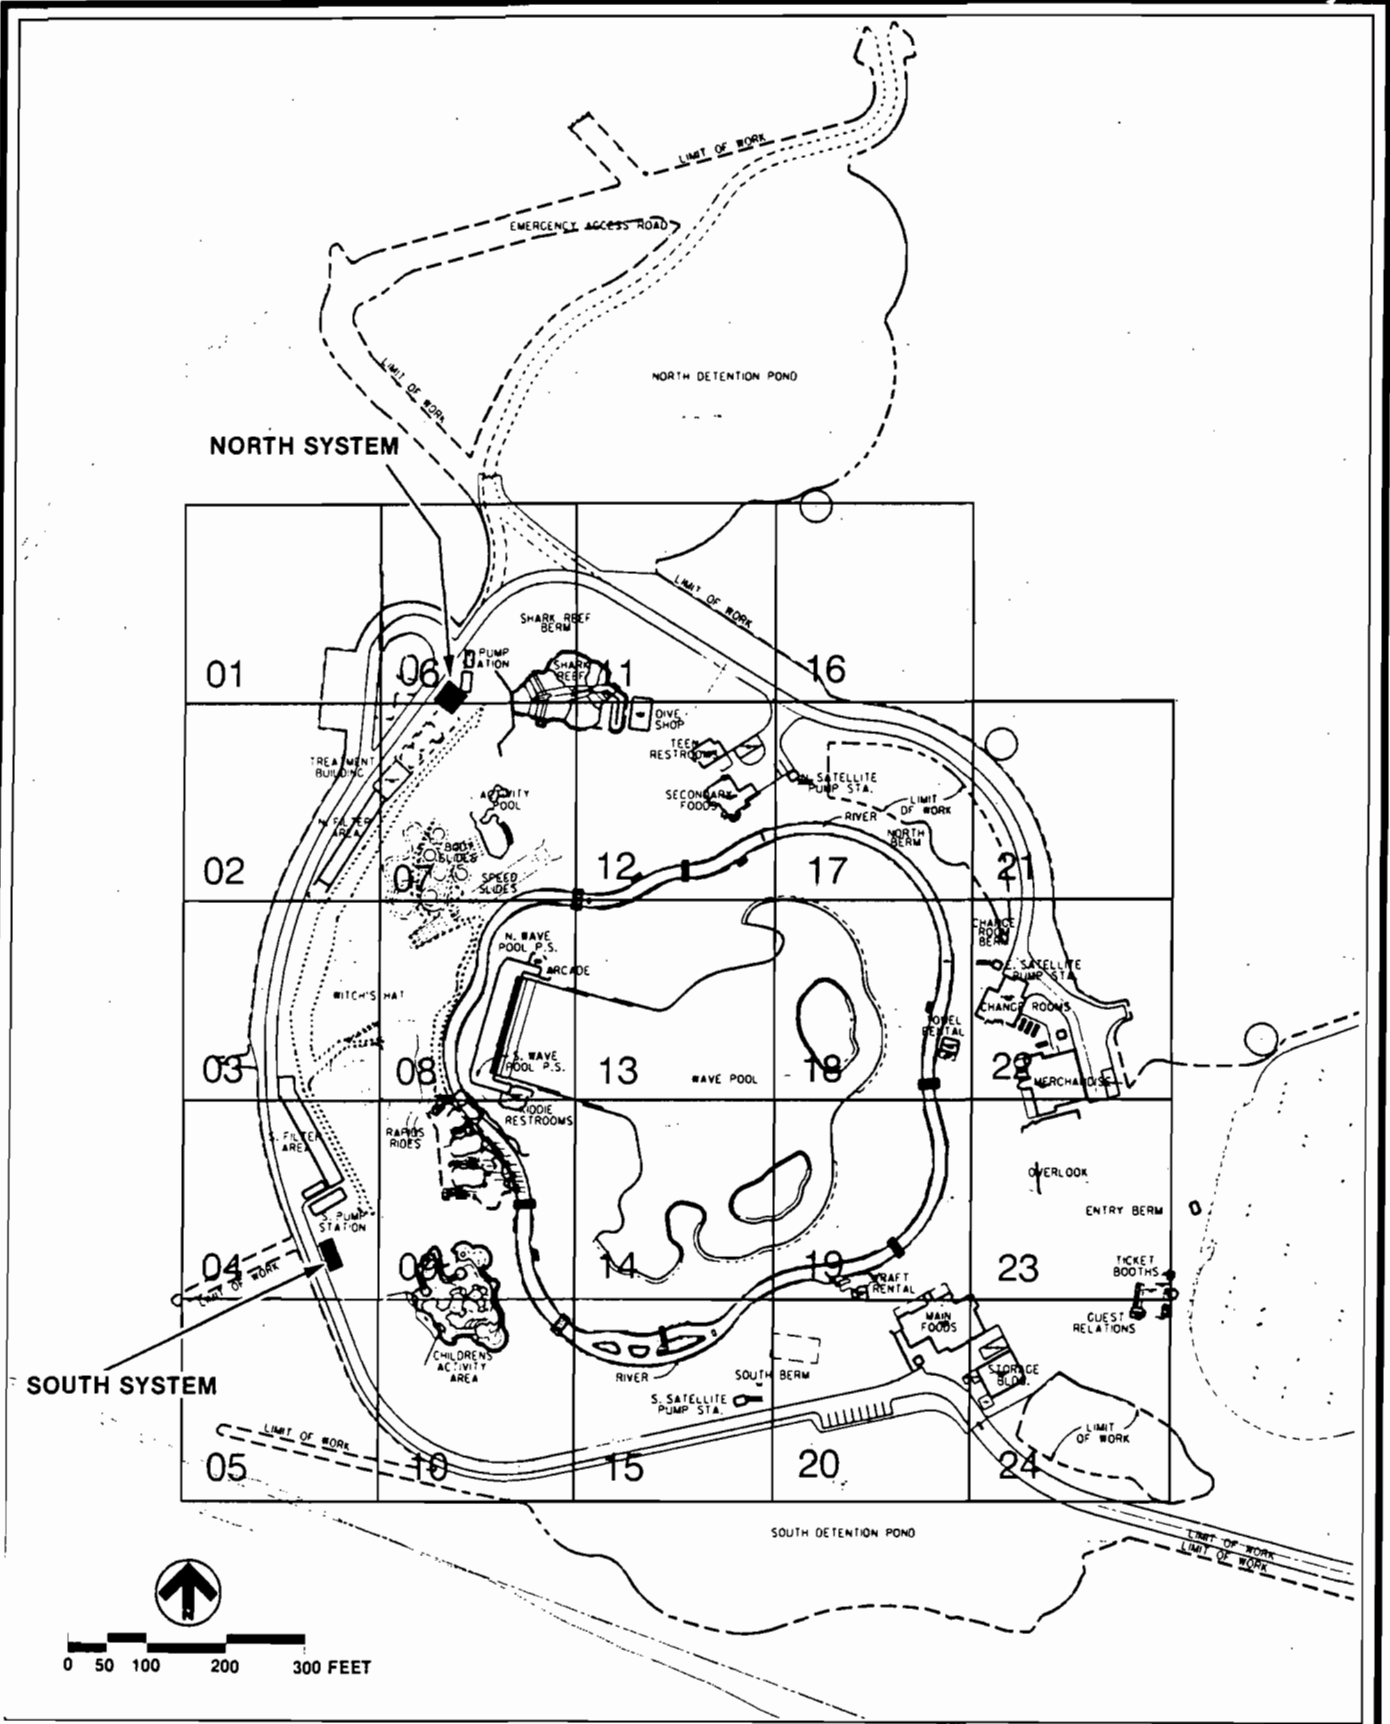 LIMIT OF WORK
EMERGENCY ACCESS ROAD
LIMIT OF WORK
NORTH DETENTION POND
NORTH SYSTEM
LIMIT OF WORK
SHARK REEF
BERM
PUMP
STATION
SHARK
REEF
01
06
11
16
DIVE
SHOP
TEEN
RESTROOMS
TREATMENT
BUILDING
N. SATELLITE
PUMP STA.
ACTIVITY
POOL
SECONDARY
FOODS
LIMIT
OF WORK
N. FILTER
AREA
RIVER
NORTH
BERM
BODY
SLIDES
SPEED
SLIDES
02
07
12
17
21
CHANGE
ROOM
BERM
N. WAVE
POOL P.S.
ARCADE
E. SATELLITE
PUMP STA.
WITCH'S HAT
CHANGE ROOMS
TOWEL
RENTAL
S. WAVE
POOL P.S.
03
08
13
WAVE POOL
18
22
MERCHANDISE
KIDDIE
RESTROOMS
S. FILTER
AREA
RAPIDS
RIDES
OVERLOOK
S. PUMP
STATION
ENTRY BERM
04
09
14
19
23
LIMIT OF WORK
TICKET
BOOTHS
RAFT
RENTAL
MAIN
FOODS
GUEST
RELATIONS
CHILDRENS
ACTIVITY
AREA
SOUTH SYSTEM
RIVER
SOUTH BERM
STORAGE
BLDG.
S. SATELLITE
PUMP STA.
LIMIT OF WORK
LIMIT
OF WORK
05
10
15
20
24
SOUTH DETENTION POND
LIMIT OF WORK
LIMIT OF WORK
N
0 50 100 200 300 FEET